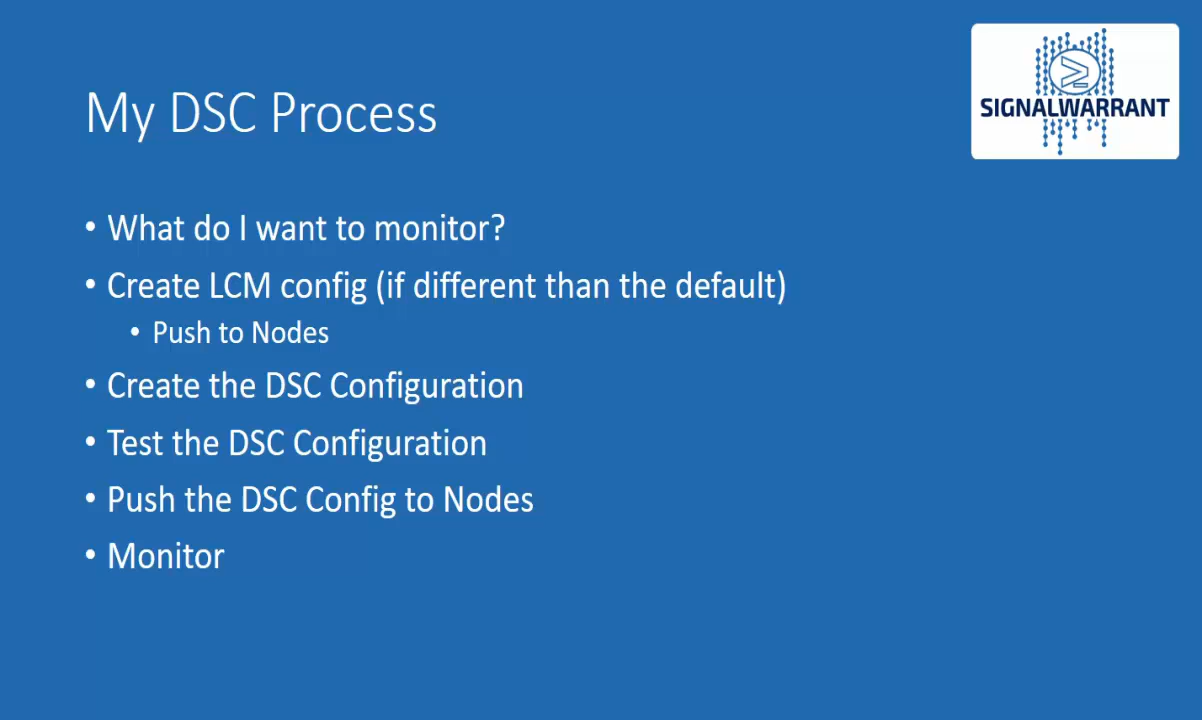 SIGNALWARRANT
My DSC Process
• What do I want to monitor?
• Create LCM config (if different than the default)
• Push to Nodes
• Create the DSC Configuration
• Test the DSC Configuration
• Push the DSC Config to Nodes
• Monitor